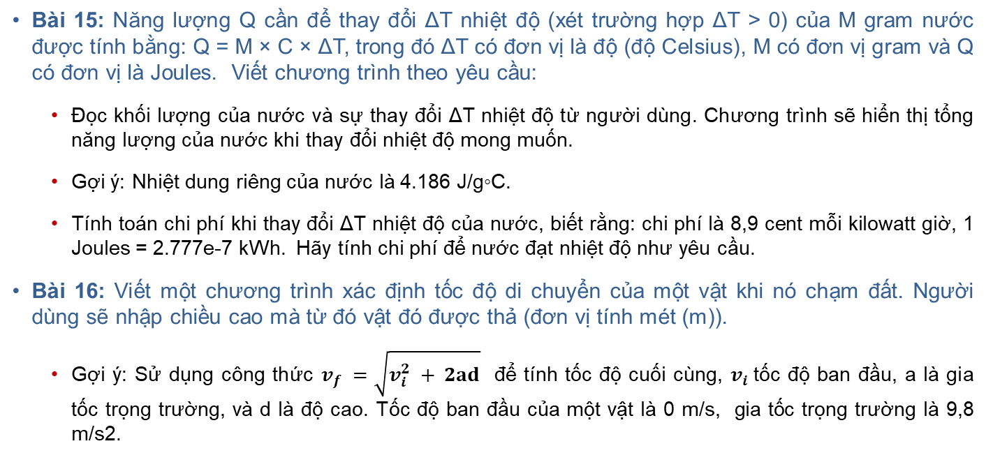 • Bài 15: Năng lượng Q cần để thay đổi ΔT nhiệt độ (xét trường hợp ΔT > 0) của M gram nước
được tính bằng: Q = M × C × ΔT, trong đó ΔT có đơn vị là độ (độ Celsius), M có đơn vị gram và Q
có đơn vị là Joules. Viết chương trình theo yêu cầu:
• Đọc khối lượng của nước và sự thay đổi ΔT nhiệt độ từ người dùng. Chương trình sẽ hiển thị tổng
năng lượng của nước khi thay đổi nhiệt độ mong muốn.
• Gợi ý: Nhiệt dung riêng của nước là 4.186 J/g◦C.
• Tính toán chi phí khi thay đổi ΔT nhiệt độ của nước, biết rằng: chi phí là 8,9 cent mỗi kilowatt giờ, 1
Joules = 2.777e-7 kWh. Hãy tính chi phí để nước đạt nhiệt độ như yêu cầu.
• Bài 16: Viết một chương trình xác định tốc độ di chuyển của một vật khi nó chạm đất. Người
dùng sẽ nhập chiều cao mà từ đó vật đó được thả (đơn vị tính mét (m)).
• Gợi ý: Sử dụng công thức v_f = √(v_i^2 + 2ad) để tính tốc độ cuối cùng, v_i tốc độ ban đầu, a là gia
tốc trọng trường, và d là độ cao. Tốc độ ban đầu của một vật là 0 m/s, gia tốc trọng trường là 9,8
m/s2.